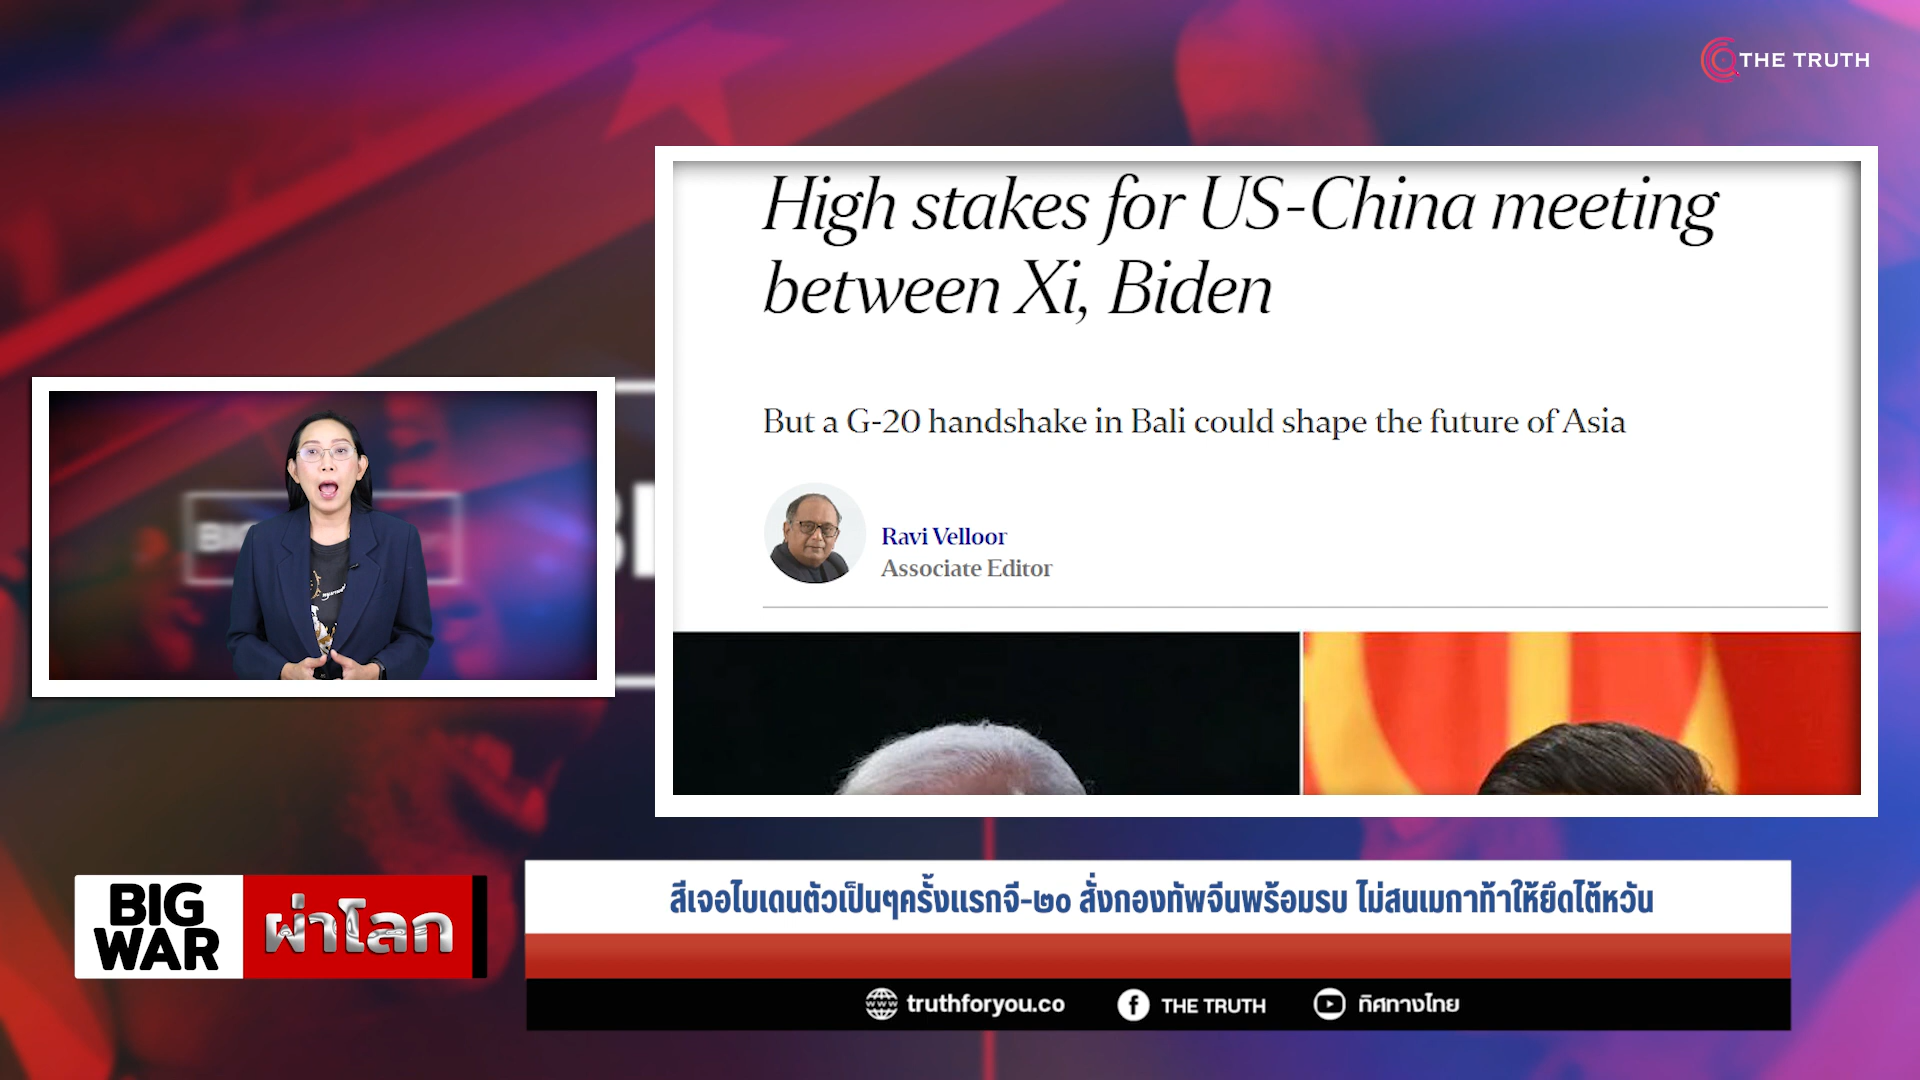 THE TRUTH
High stakes for US-China meeting
between Xi, Biden
But a G-20 handshake in Bali could shape the future of Asia
Ravi Velloor
Associate Editor
BIG
WAR
ผ่าโลก
สีเจอไบเดนตัวเป็นๆครั้งแรกจี-๒๐ สั่งกองทัพจีนพร้อมรบ ไม่สนเมกาท้าให้ยึดไต้หวัน
truthforyou.co
THE TRUTH
ทิศทางไทย